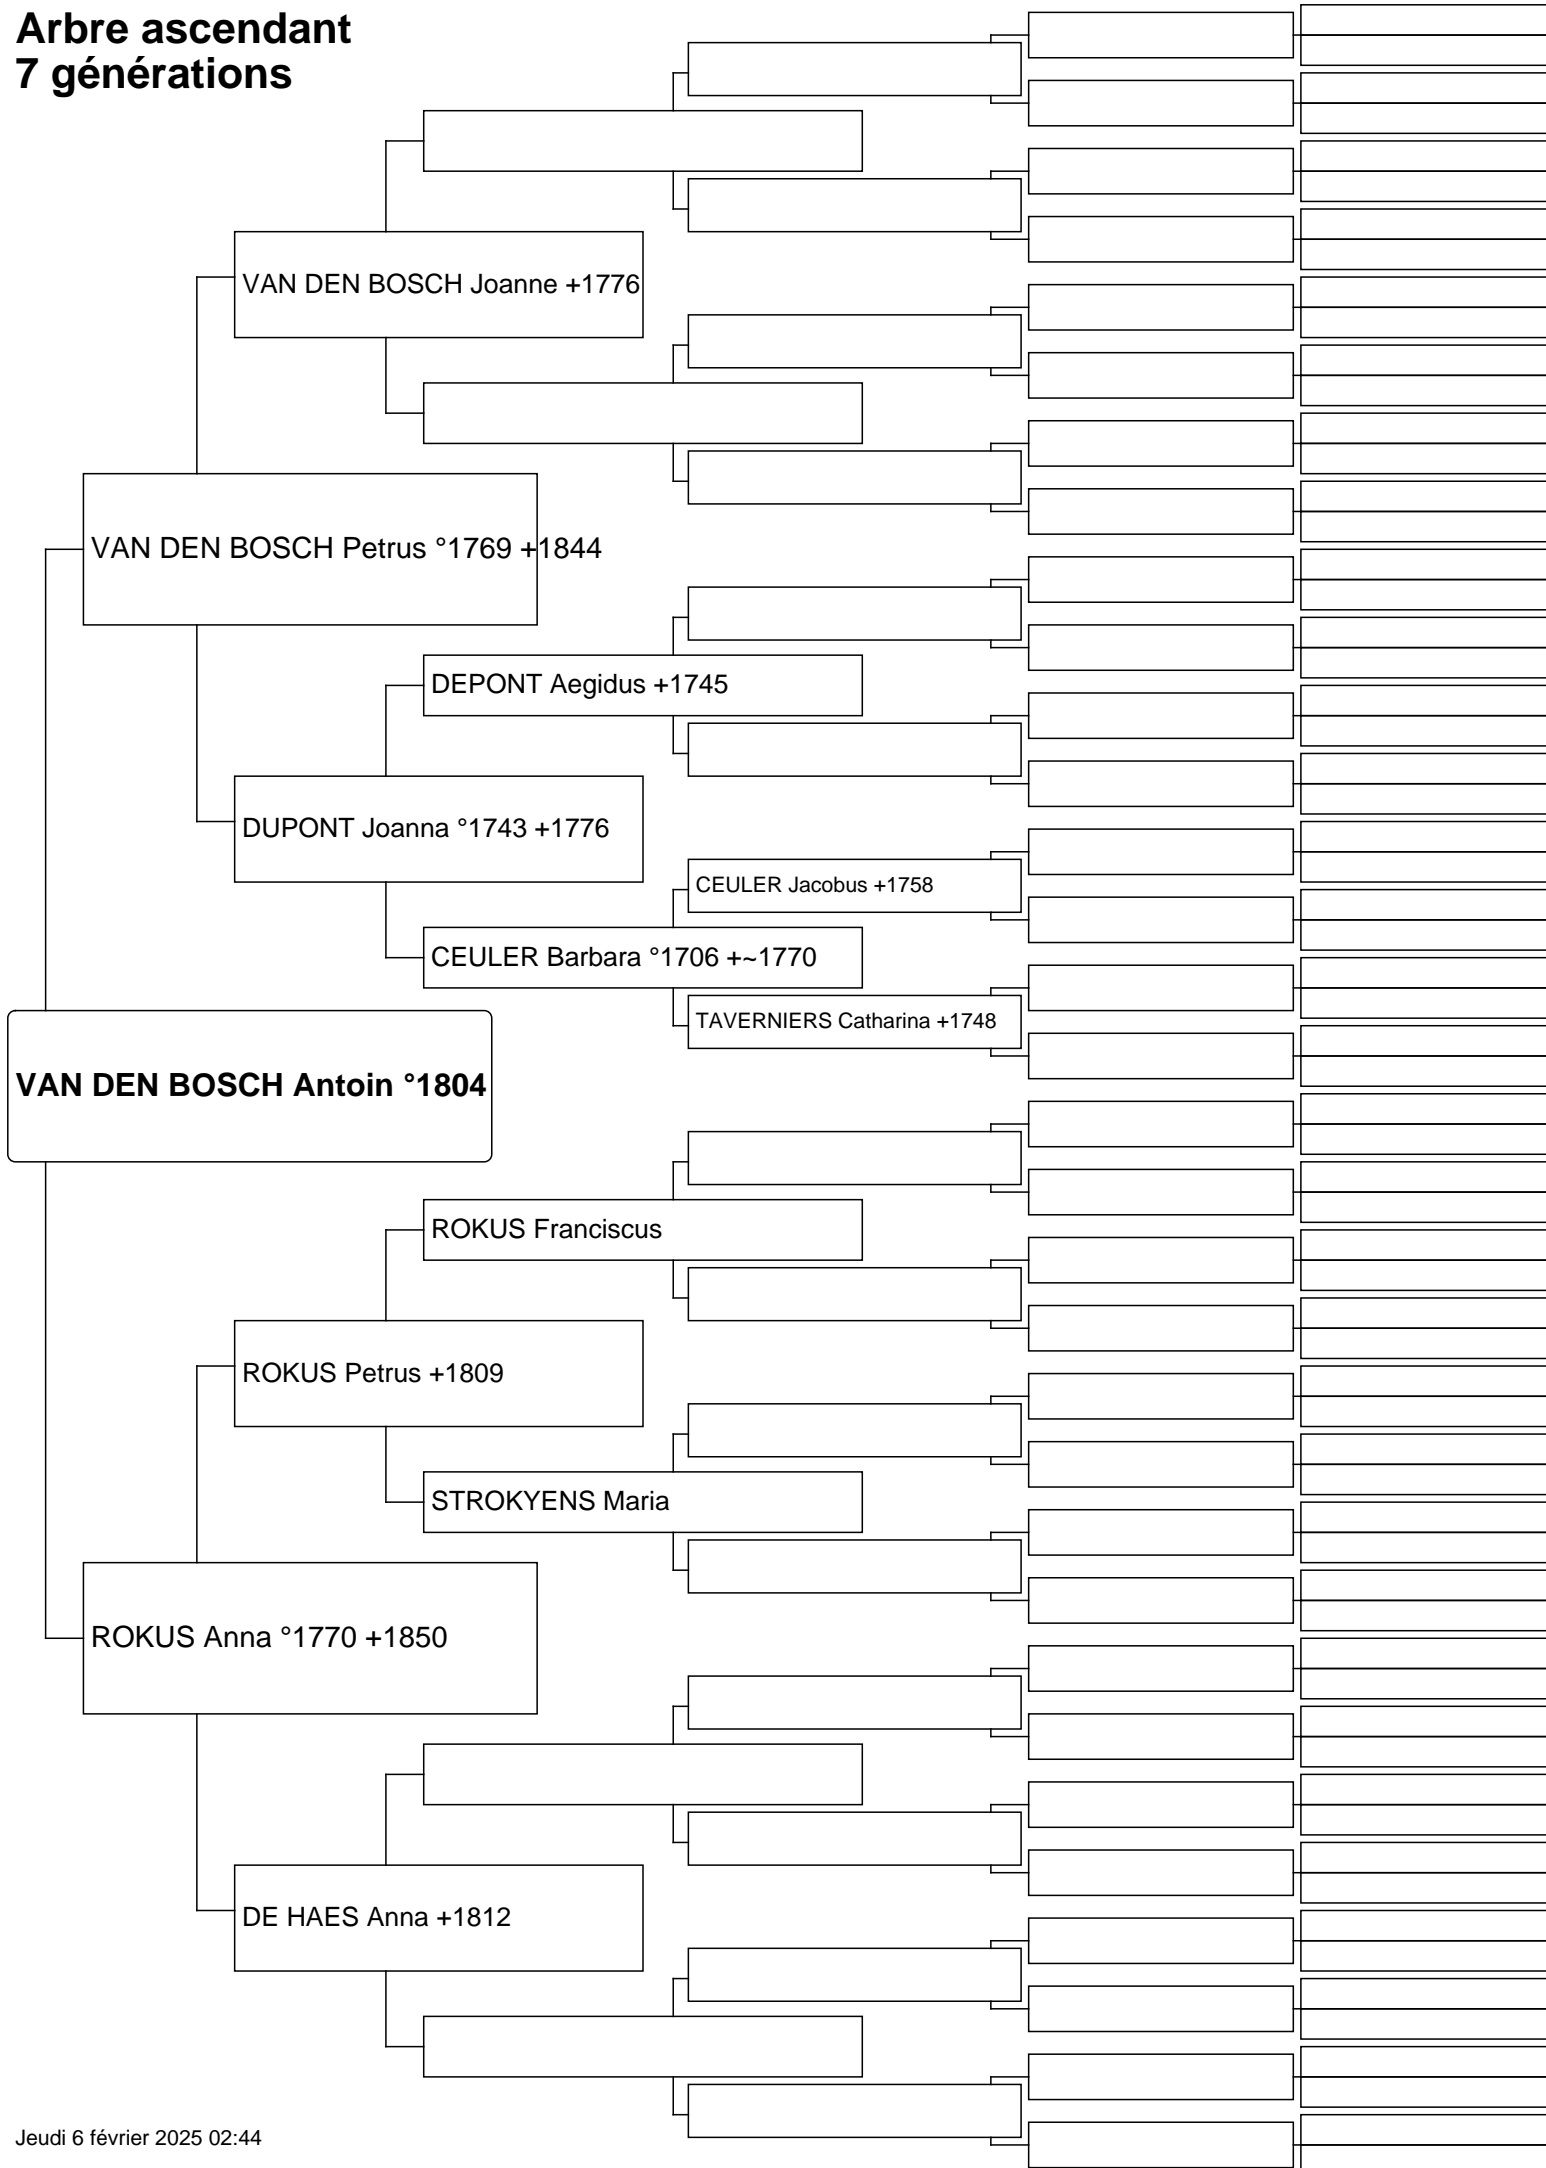 Arbre ascendant
7 générations
VAN DEN BOSCH Joanne +1776
VAN DEN BOSCH Petrus °1769 +1844
DEPONT Aegidus +1745
DUPONT Joanna °1743 +1776
CEULER Jacobus +1758
CEULER Barbara °1706 +~1770
TAVERNIERS Catharina +1748
VAN DEN BOSCH Antoin °1804
ROKUS Franciscus
ROKUS Petrus +1809
STROKYENS Maria
ROKUS Anna °1770 +1850
DE HAES Anna +1812
Jeudi 6 février 2025 02:44